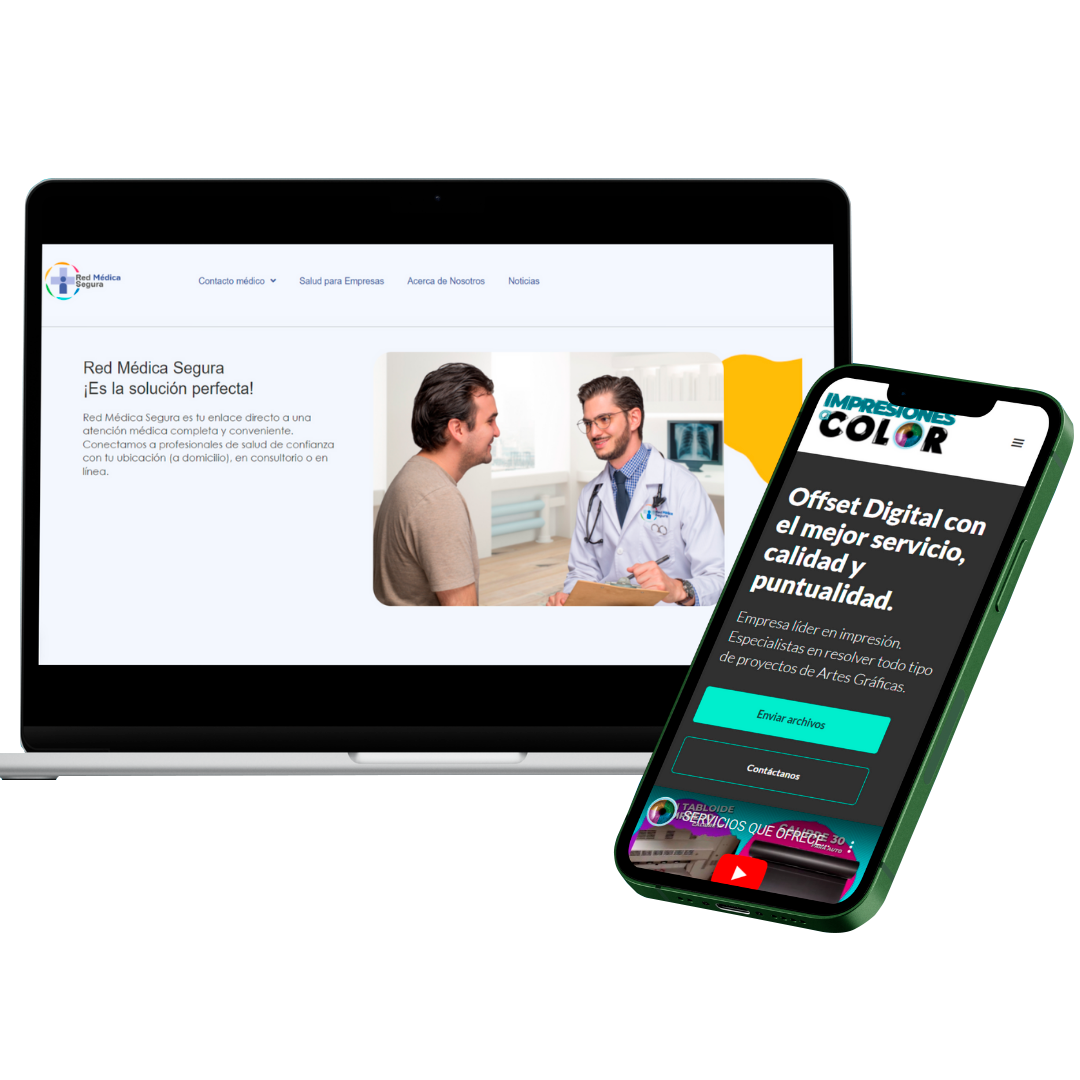 Red Médica
Segura
Contacto médico
Salud para Empresas
Acerca de Nosotros
Noticias
Red Médica Segura
¡Es la solución perfecta!
Red Médica Segura es tu enlace directo a una
atención médica completa y conveniente.
Conectamos a profesionales de salud de confianza
con tu ubicación (a domicilio), en consultorio o en
línea.
IMPRESIONES
COLOR
Offset Digital con
el mejor servicio,
calidad y
puntualidad.
Empresa líder en impresión.
Especialistas en resolver todo tipo
de proyectos de Artes Gráficas.
Enviar archivos
Contáctanos
TABLOIDE
SERVICIOS QUE OFRECE...
CALIBRE 30